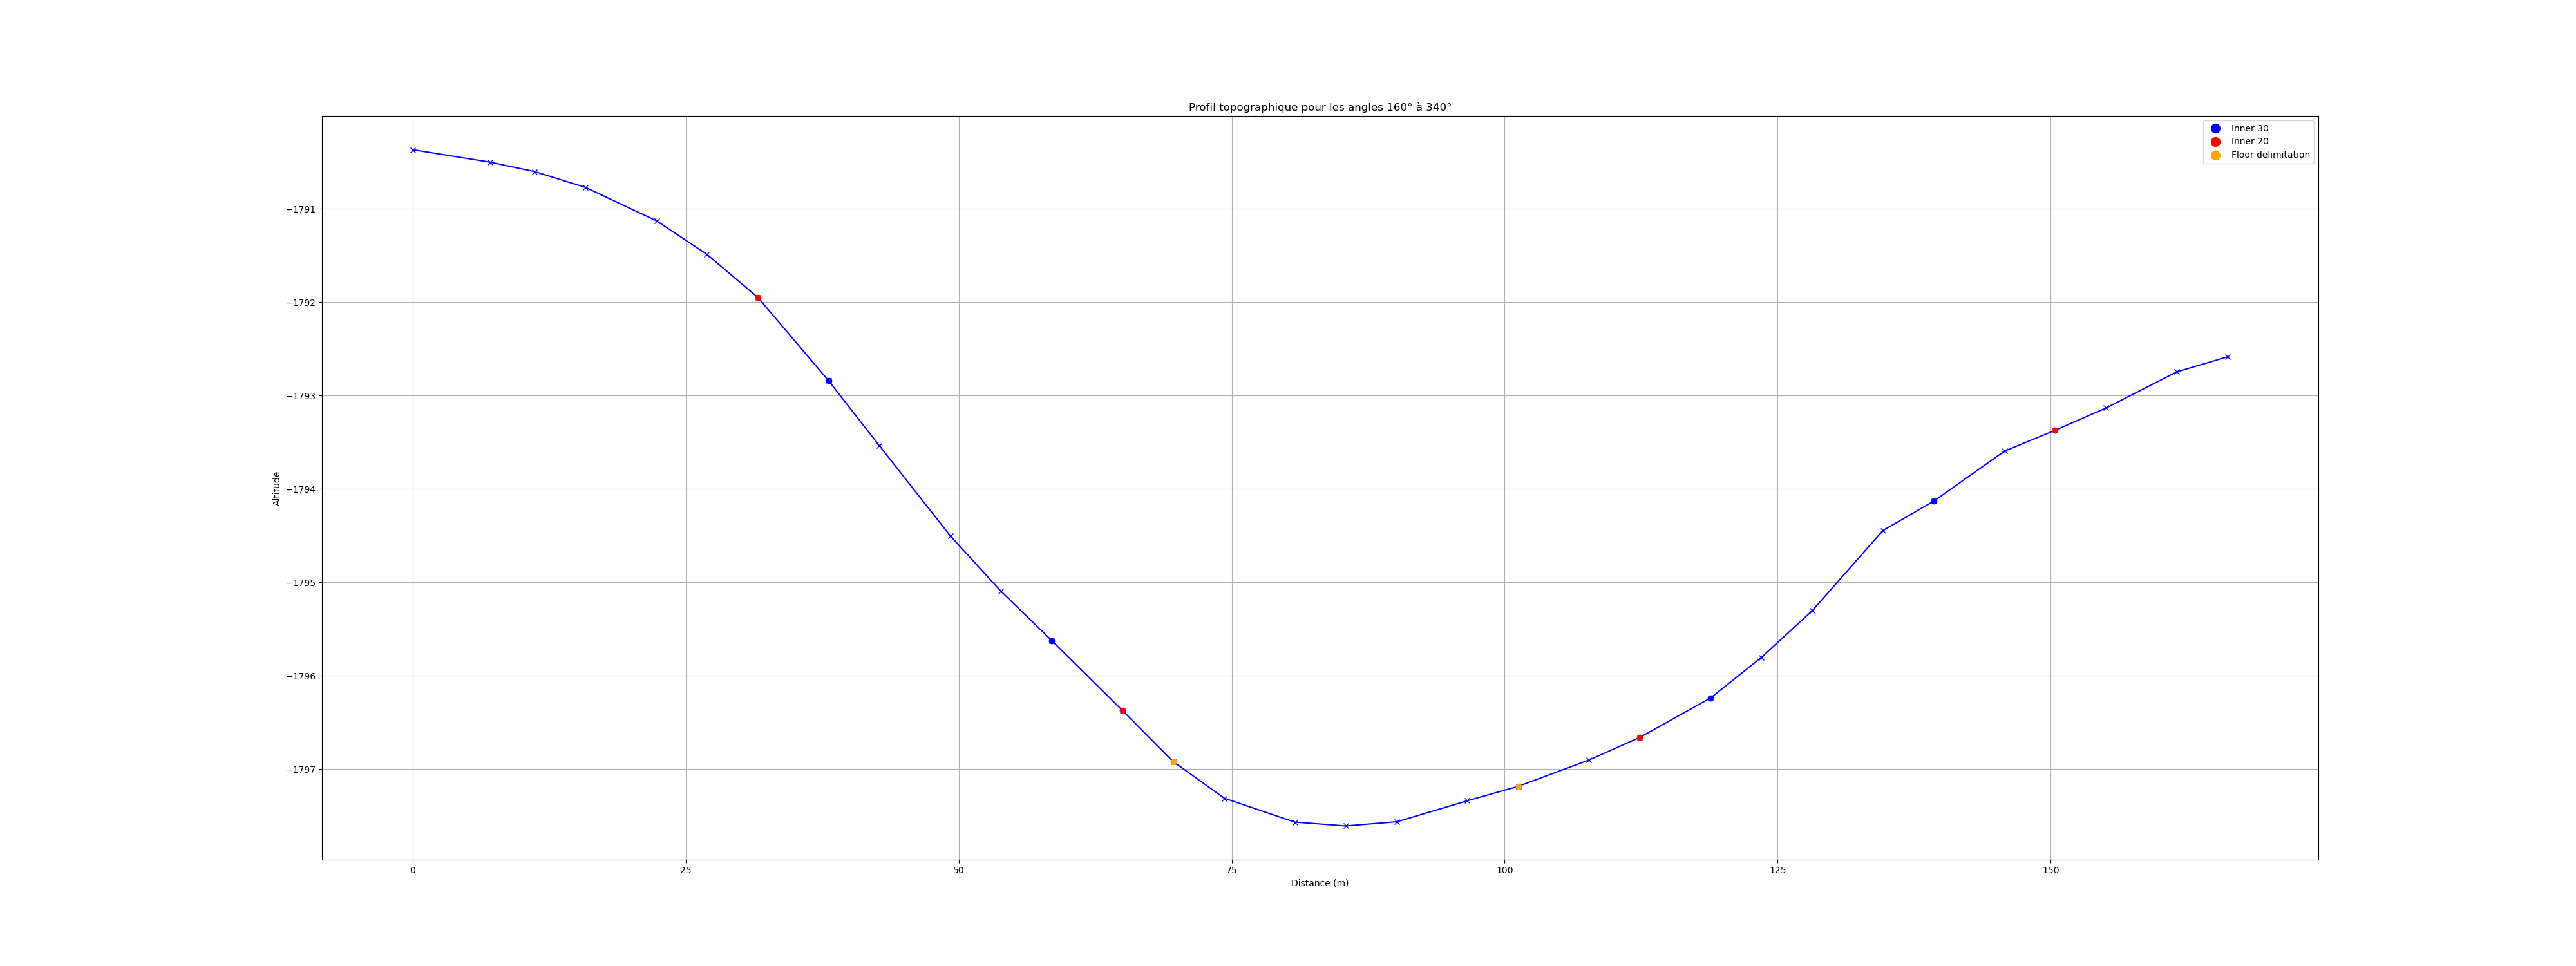 Profil topographique pour les angles 160° à 340°
Inner 30
Inner 20
Floor delimitation
−1791
−1792
−1793
−1794
−1795
−1796
−1797
Altitude
0 25 50 75 100 125 150
Distance (m)